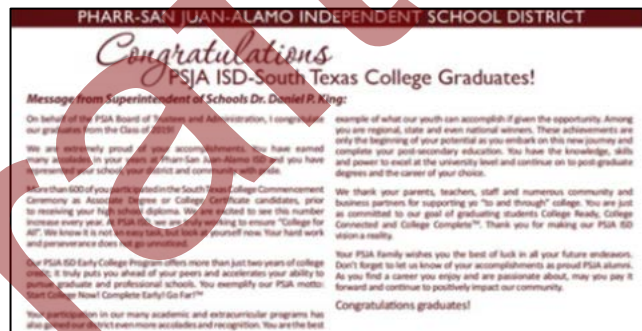 PHARR-SAN JUAN-ALAMO INDEPENDENT SCHOOL DISTRICT
Congratulations
PSJA ISD-South Texas College Graduates!
Message from Superintendent of Schools Dr. Daniel P. King:
On behalf of the PSJA Board of Trustees and Administration, I
our graduates from the Class of 2019!
We are extremely proud of your accomplishments. You have earned
many accolades in your years at Pharr-San Juan-Alamo ISD and you have
represented your school, your district and community with pride.
More than 600 of you participated in the South Texas College Commencement
Ceremony as Associate Degree or College Certificate candidates, prior
to receiving your high school diploma. We are excited to see this number
increase every year. At PSJA ISD, we are working to ensure "College for
All". We know it is not an easy task, but look at yourself now. Your hard work
and perseverance does not go unnoticed.
Our PSJA ISD Early College Program offers more than just two years of college
credit; it truly puts you ahead of your peers and accelerates your ability to
pursue graduate and professional schools. You exemplify our PSJA motto:
Start College Now! Complete Early! Go Far!™
Your participation in our many academic and extracurricular programs has
also gained our district even more accolades and recognition. You are the best
example of what our youth can accomplish if given the opportunity. Among
you are regional, state and even national winners. These achievements are
only the beginning of your potential as you embark on this new journey and
complete your post-secondary education. You have the knowledge, skills
and power to excel at the university level and continue on to post-graduate
degrees and the career of your choice.
We thank your parents, teachers, staff and numerous community and
business partners for supporting yo "to and through" college. You are just
as committed to our goal of graduating students College Ready, College
Connected and College Complete™. Thank you for making our PSJA ISD
vision a reality.
Your PSJA Family wishes you the best of luck in all your future endeavors.
Don't forget to let us know of your accomplishments as proud PSJA alumni.
As you find a career you enjoy and are passionate about, may you pay it
forward and continue to positively impact our community.
Congratulations graduates!